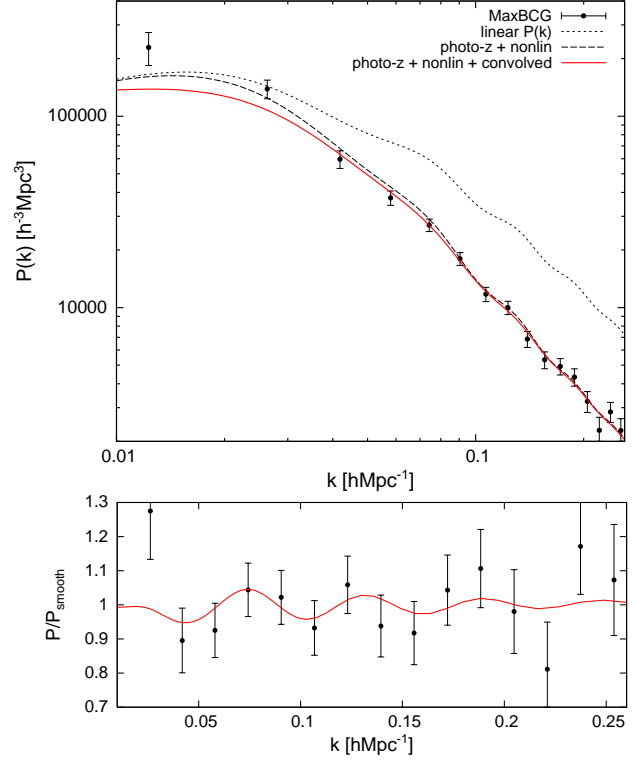 MaxBCG
linear P(k)
photo-z + nonlin
photo-z + nonlin + convolved
100000
10000
P(k) [h⁻³Mpc³]
0.01
0.1
k [hMpc⁻¹]
1.3
1.2
1.1
1
0.9
0.8
0.7
P/P_smooth
0.05
0.1
0.15
0.2
0.25
k [hMpc⁻¹]